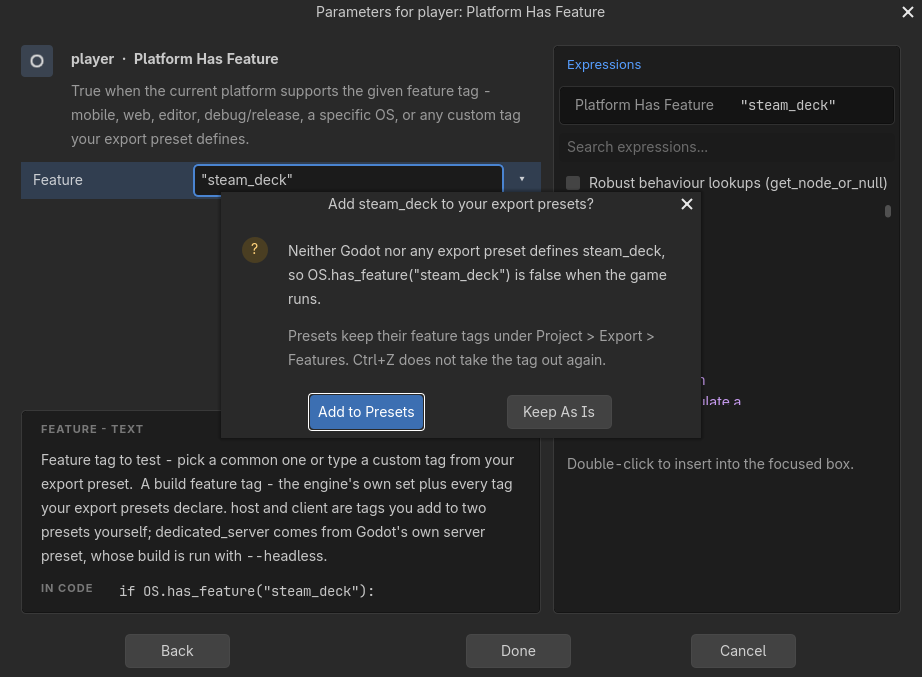 Parameters for player: Platform Has Feature
player · Platform Has Feature
True when the current platform supports the given feature tag -
mobile, web, editor, debug/release, a specific OS, or any custom tag
your export preset defines.
Feature
"steam_deck"
Expressions
Platform Has Feature "steam_deck"
Search expressions...
Robust behaviour lookups (get_node_or_null)
Add steam_deck to your export presets?
?
Neither Godot nor any export preset defines steam_deck,
so OS.has_feature("steam_deck") is false when the game
runs.
Presets keep their feature tags under Project > Export >
Features. Ctrl+Z does not take the tag out again.
Add to Presets
Keep As Is
FEATURE - TEXT
Feature tag to test - pick a common one or type a custom tag from your
export preset.  A build feature tag - the engine's own set plus every tag
your export presets declare. host and client are tags you add to two
presets yourself; dedicated_server comes from Godot's own server
preset, whose build is run with --headless.
IN CODE if OS.has_feature("steam_deck"):
Double-click to insert into the focused box.
Back
Done
Cancel